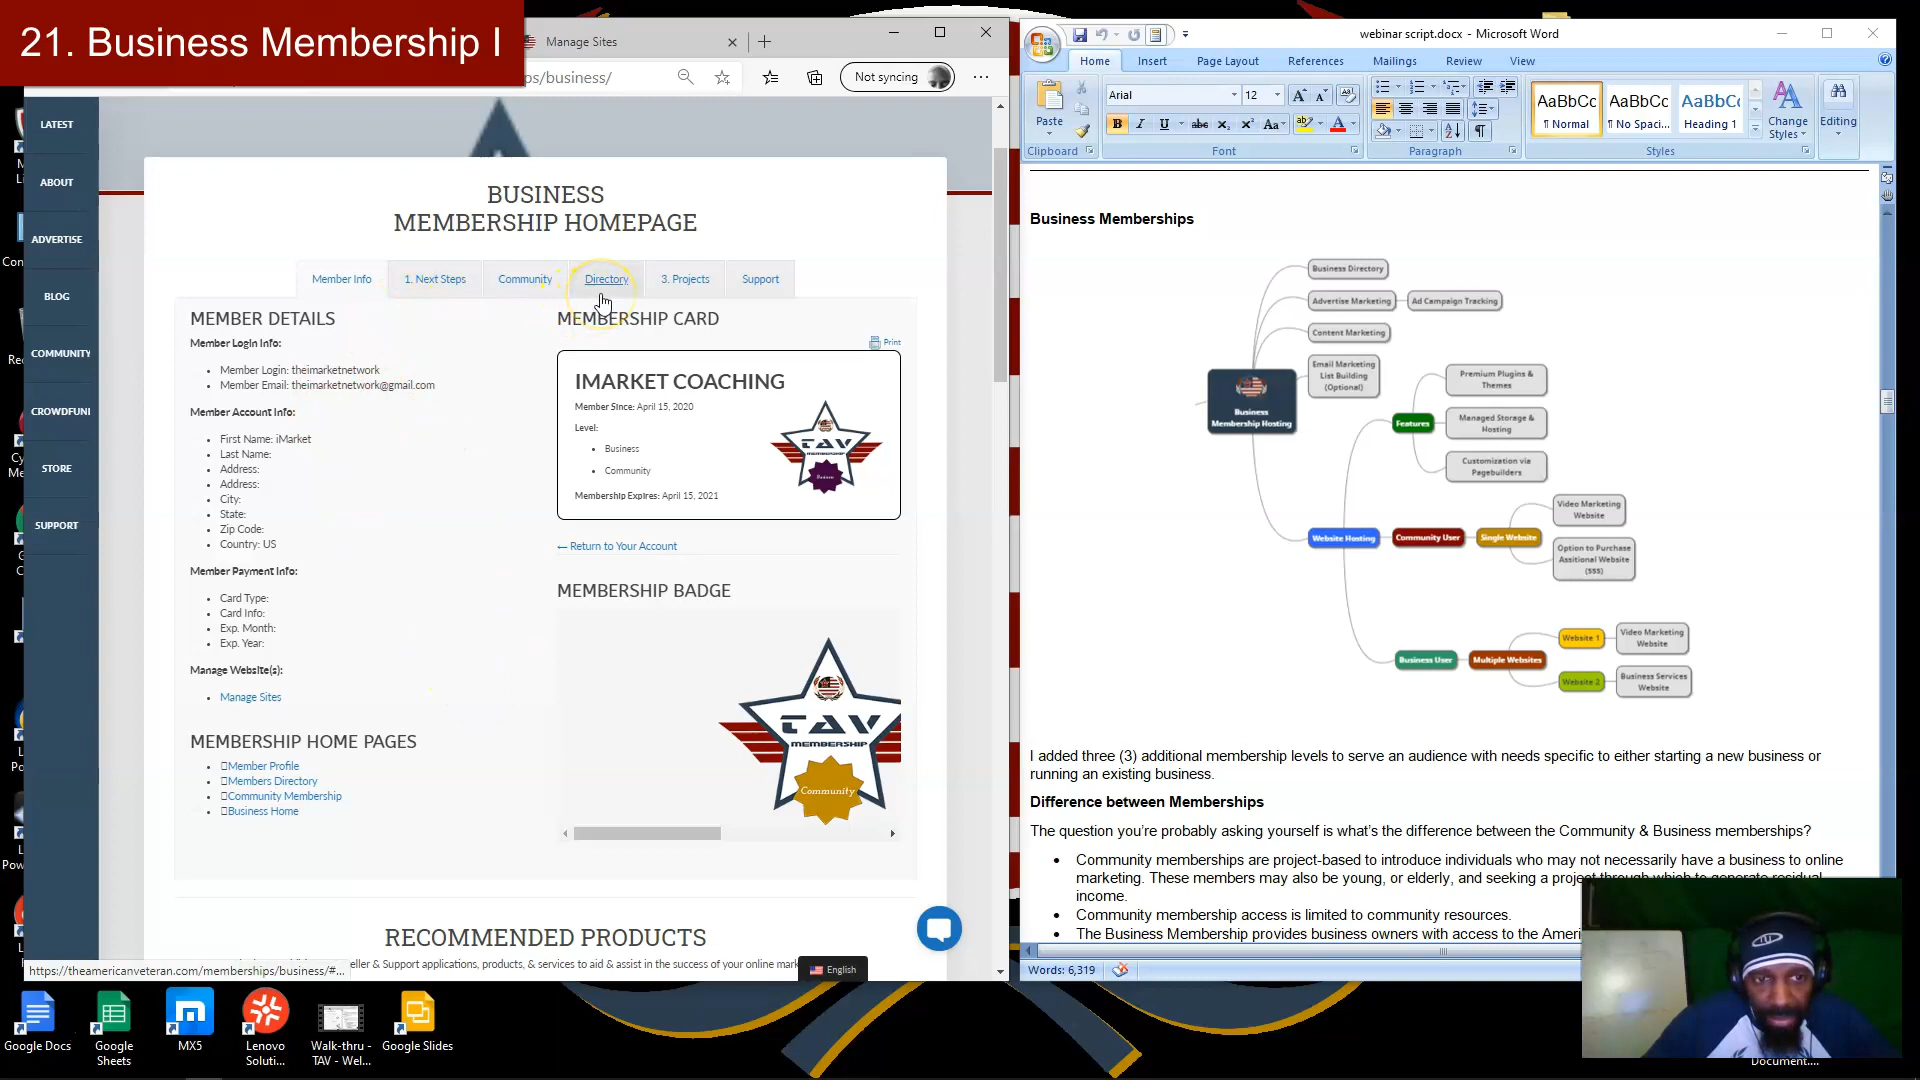 21. Business Membership I
Manage Sites
ps/business/
Not syncing
LATEST
ABOUT
ADVERTISE
BLOG
COMMUNITY
CROWDFUN
STORE
SUPPORT
BUSINESS
MEMBERSHIP HOMEPAGE
Member Info
1. Next Steps
Community
Directory
3. Projects
Support
MEMBER DETAILS
Member Login Info:
Member Login: theimarketnetwork
Member Email: theimarketnetwork@gmail.com
Member Account Info:
First Name: iMarket
Last Name:
Address:
Address:
City:
State:
Zip Code:
Country: US
Member Payment Info:
Card Type:
Card Info:
Exp. Month:
Exp. Year:
Manage Website(s):
Manage Sites
MEMBERSHIP HOME PAGES
Member Profile
Members Directory
Community Membership
Business Home
MEMBERSHIP CARD
Print
IMARKET COACHING
Member Since: April 15, 2020
Level:
Business
Community
Membership Expires: April 15, 2021
TAV
MEMBERSHIP
Business
← Return to Your Account
MEMBERSHIP BADGE
TAV
MEMBERSHIP
Community
RECOMMENDED PRODUCTS
eller & Support applications, products, & services to aid & assist in the success of your online mark
English
https://theamericanveteran.com/memberships/business/#...
webinar script.docx - Microsoft Word
Home
Insert
Page Layout
References
Mailings
Review
View
Paste
Clipboard
Arial
12
Font
Paragraph
AaBbCc
¶ Normal
AaBbCc
¶ No Spaci...
AaBbC
Heading 1
Change
Styles
Styles
Editing
Business Memberships
Business Directory
Advertise Marketing
Ad Campaign Tracking
Content Marketing
Email Marketing
List Building
(Optional)
Business
Membership Hosting
Features
Premium Plugins &
Themes
Managed Storage &
Hosting
Customization via
Pagebuilders
Website Hosting
Community User
Single Website
Video Marketing
Website
Option to Purchase
Assitional Website
($$$)
Business User
Multiple Websites
Website 1
Video Marketing
Website
Website 2
Business Services
Website
I added three (3) additional membership levels to serve an audience with needs specific to either starting a new business or
running an existing business.
Difference between Memberships
The question you're probably asking yourself is what's the difference between the Community & Business memberships?
Community memberships are project-based to introduce individuals who may not necessarily have a business to online
marketing. These members may also be young, or elderly, and seeking a project through which to generate residual
income.
Community membership access is limited to community resources.
The Business Membership provides business owners with access to the Ameri
Words: 6,319
Google Docs
Google
Sheets
MX5
Lenovo
Soluti...
Walk-thru -
TAV - Wel...
Google Slides
Document....